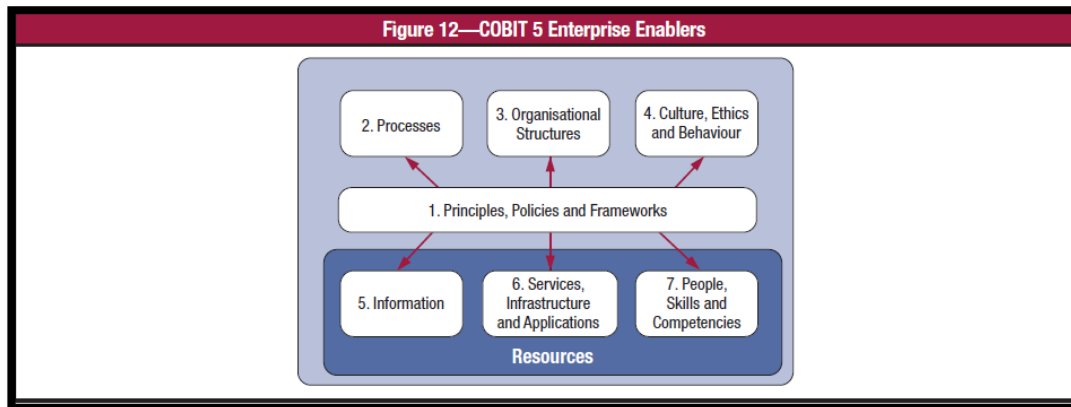 Figure 12—COBIT 5 Enterprise Enablers
2. Processes
3. Organisational
Structures
4. Culture, Ethics
and Behaviour
1. Principles, Policies and Frameworks
5. Information
6. Services,
Infrastructure
and Applications
7. People,
Skills and
Competencies
Resources